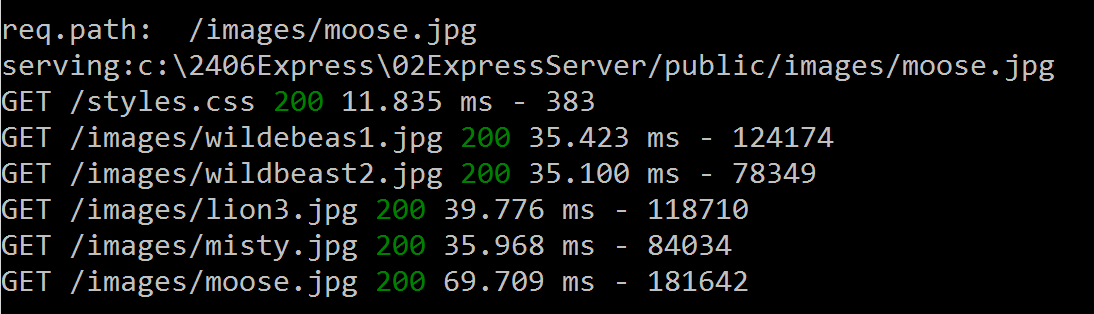 req.path:  /images/moose.jpg
serving:c:\2406Express\02ExpressServer/public/images/moose.jpg
GET /styles.css 200 11.835 ms - 383
GET /images/wildebeas1.jpg 200 35.423 ms - 124174
GET /images/wildbeast2.jpg 200 35.100 ms - 78349
GET /images/lion3.jpg 200 39.776 ms - 118710
GET /images/misty.jpg 200 35.968 ms - 84034
GET /images/moose.jpg 200 69.709 ms - 181642